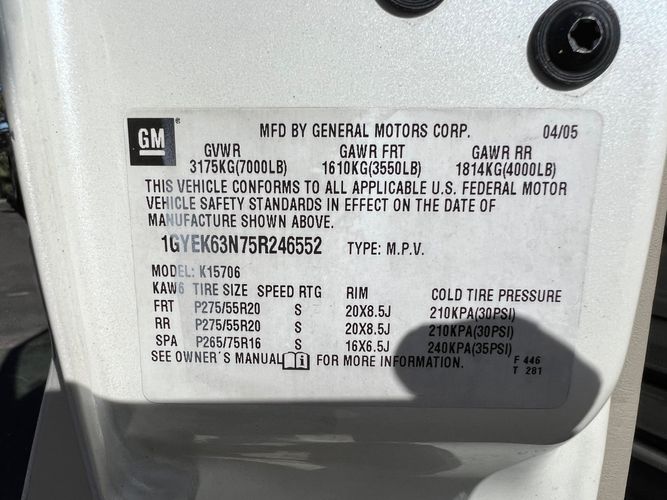 GM ® MFD BY GENERAL MOTORS CORP. 04/05
GVWR GAWR FRT GAWR RR
3175KG(7000LB) 1610KG(3550LB) 1814KG(4000LB)
THIS VEHICLE CONFORMS TO ALL APPLICABLE U.S. FEDERAL MOTOR
VEHICLE SAFETY STANDARDS IN EFFECT ON THE DATE OF
MANUFACTURE SHOWN ABOVE.
1GYEK63N75R246552 TYPE: M.P.V.
MODEL: K15706
KAW6 TIRE SIZE SPEED RTG RIM COLD TIRE PRESSURE
FRT P275/55R20 S 20X8.5J 210KPA(30PSI)
RR P275/55R20 S 20X8.5J 210KPA(30PSI)
SPA P265/75R16 S 16X6.5J 240KPA(35PSI)
SEE OWNER'S MANUAL FOR MORE INFORMATION. F 446
T 281